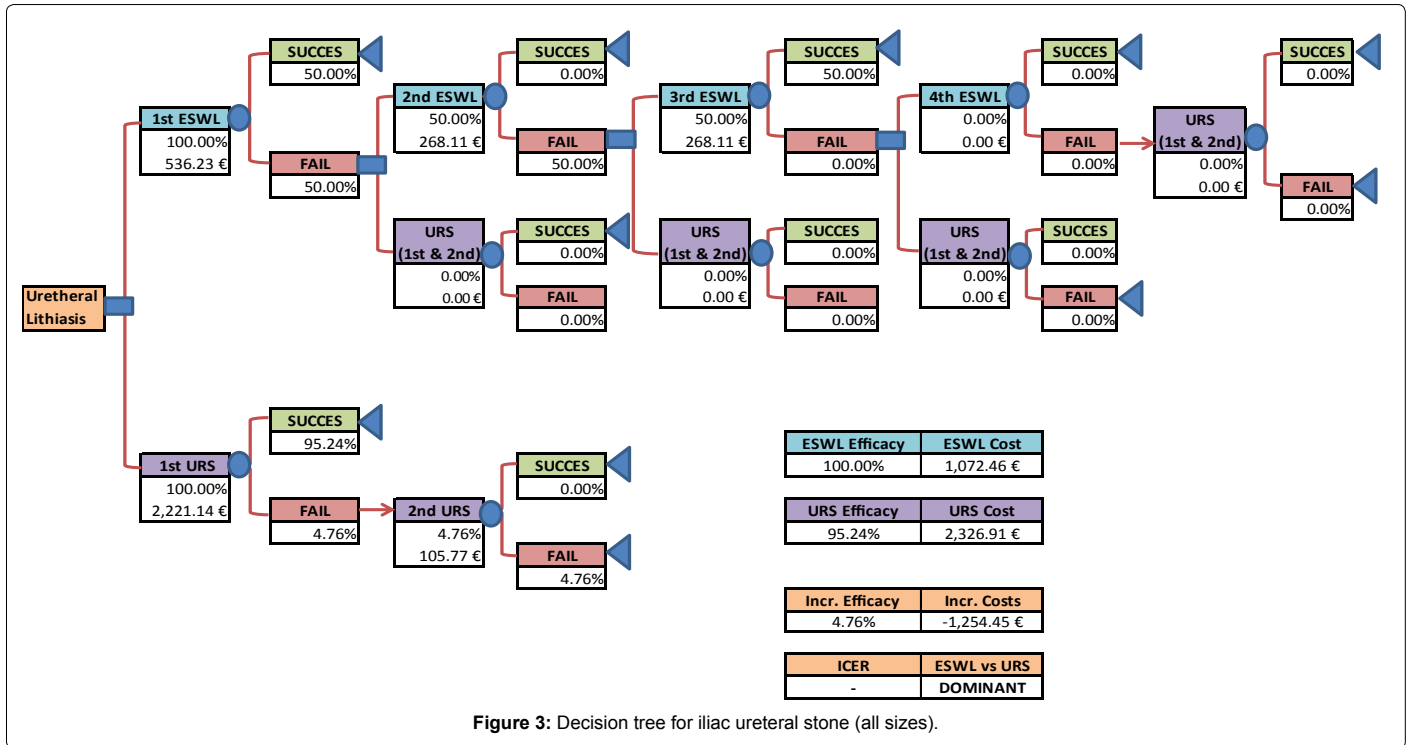 SUCCES
50.00%
1st ESWL
100.00%
536.23 €
FAIL
50.00%
2nd ESWL
50.00%
268.11 €
SUCCES
0.00%
FAIL
50.00%
URS
(1st & 2nd)
0.00%
0.00 €
SUCCES
0.00%
FAIL
0.00%
3rd ESWL
50.00%
268.11 €
SUCCES
50.00%
FAIL
0.00%
URS
(1st & 2nd)
0.00%
0.00 €
SUCCES
0.00%
FAIL
0.00%
4th ESWL
0.00%
0.00 €
SUCCES
0.00%
FAIL
0.00%
URS
(1st & 2nd)
0.00%
0.00 €
SUCCES
0.00%
FAIL
0.00%
URS
(1st & 2nd)
0.00%
0.00 €
SUCCES
0.00%
FAIL
0.00%
Uretheral
Lithiasis
1st URS
100.00%
2,221.14 €
SUCCES
95.24%
FAIL
4.76%
2nd URS
4.76%
105.77 €
SUCCES
0.00%
FAIL
4.76%
ESWL Efficacy ESWL Cost
100.00% 1,072.46 €
URS Efficacy URS Cost
95.24% 2,326.91 €
Incr. Efficacy Incr. Costs
4.76% -1,254.45 €
ICER ESWL vs URS
- DOMINANT
Figure 3: Decision tree for iliac ureteral stone (all sizes).